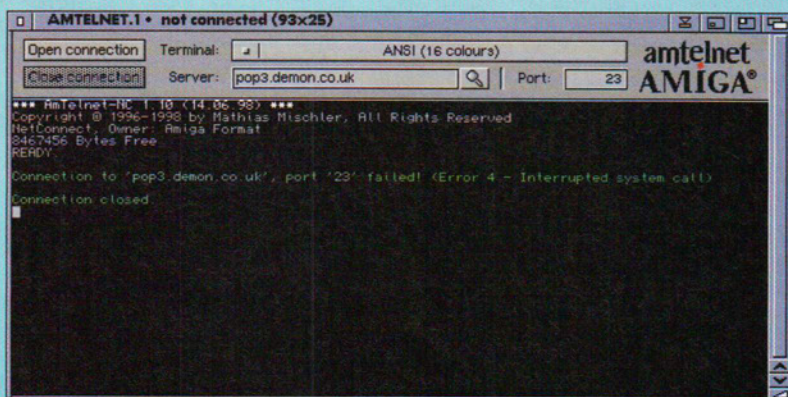 AMTELNET.1 • not connected (93x25)
Open connection Terminal: ANSI (16 colours)
Close connection Server: pop3.demon.co.uk Port: 23
amtelnet
AMIGA®
*** AmTelnet-NC 1.10 (14.06.98) ***
Copyright © 1996-1998 by Mathias Mischler, All Rights Reserved
NetConnect, Owner: Amiga Format
8467456 Bytes Free
READY.
Connection to 'pop3.demon.co.uk', port '23' failed! (Error 4 - Interrupted system call)
Connection closed.